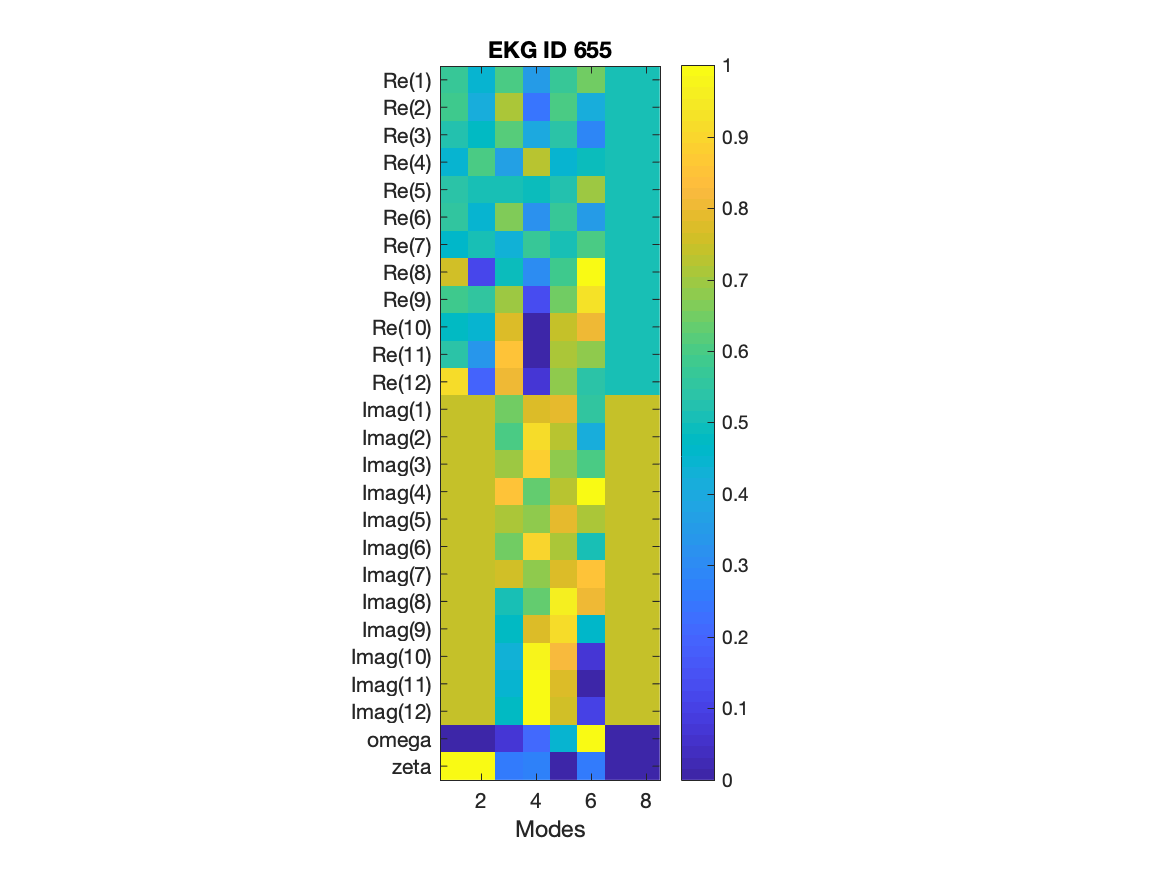 EKG ID 655
Re(1)
Re(2)
Re(3)
Re(4)
Re(5)
Re(6)
Re(7)
Re(8)
Re(9)
Re(10)
Re(11)
Re(12)
Imag(1)
Imag(2)
Imag(3)
Imag(4)
Imag(5)
Imag(6)
Imag(7)
Imag(8)
Imag(9)
Imag(10)
Imag(11)
Imag(12)
omega
zeta
2 4 6 8
Modes
1
0.9
0.8
0.7
0.6
0.5
0.4
0.3
0.2
0.1
0